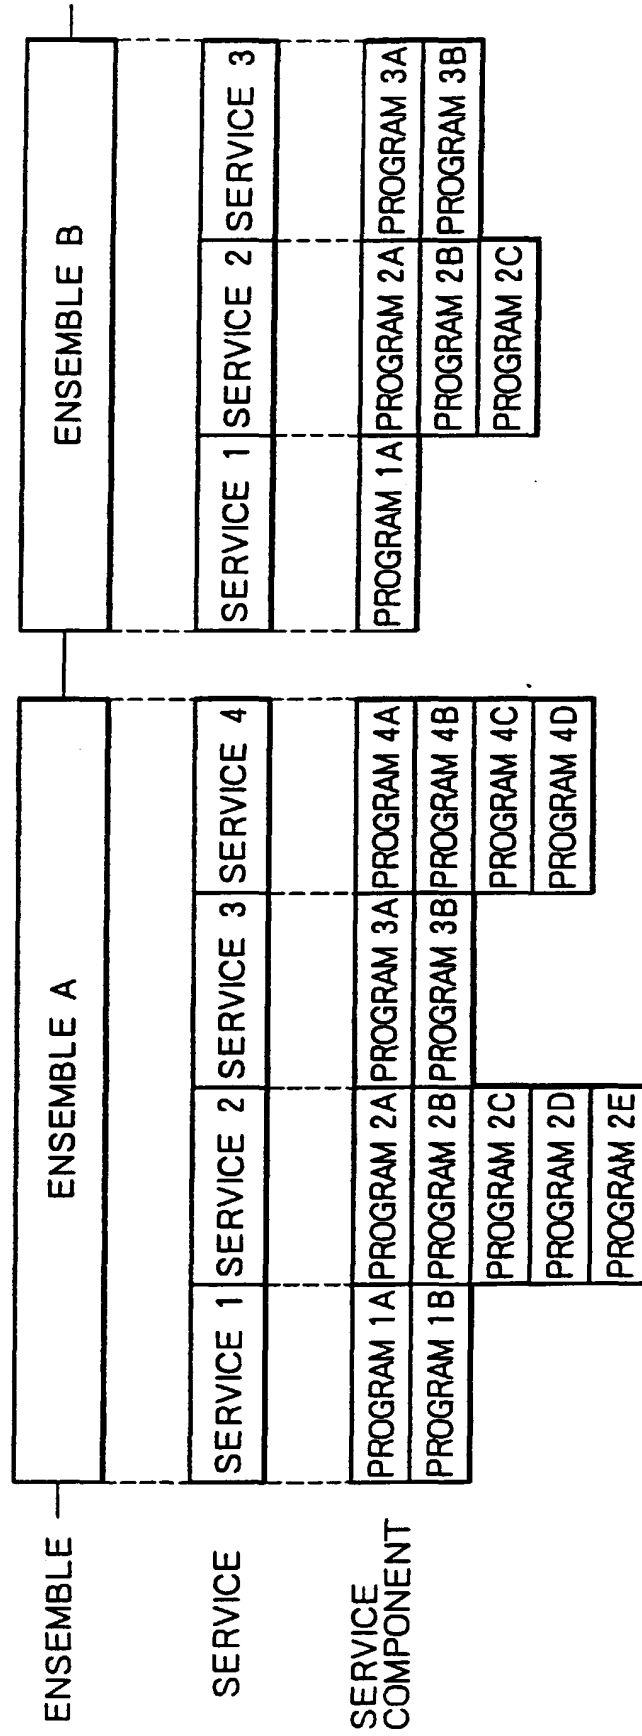 ENSEMBLE
ENSEMBLE A
ENSEMBLE B
SERVICE
SERVICE 1
SERVICE 2
SERVICE 3
SERVICE 4
SERVICE 1
SERVICE 2
SERVICE 3
SERVICE
COMPONENT
PROGRAM 1A
PROGRAM 2A
PROGRAM 3A
PROGRAM 4A
PROGRAM 1A
PROGRAM 2A
PROGRAM 3A
PROGRAM 1B
PROGRAM 2B
PROGRAM 3B
PROGRAM 4B
PROGRAM 2B
PROGRAM 3B
PROGRAM 2C
PROGRAM 4C
PROGRAM 2C
PROGRAM 2D
PROGRAM 4D
PROGRAM 2E